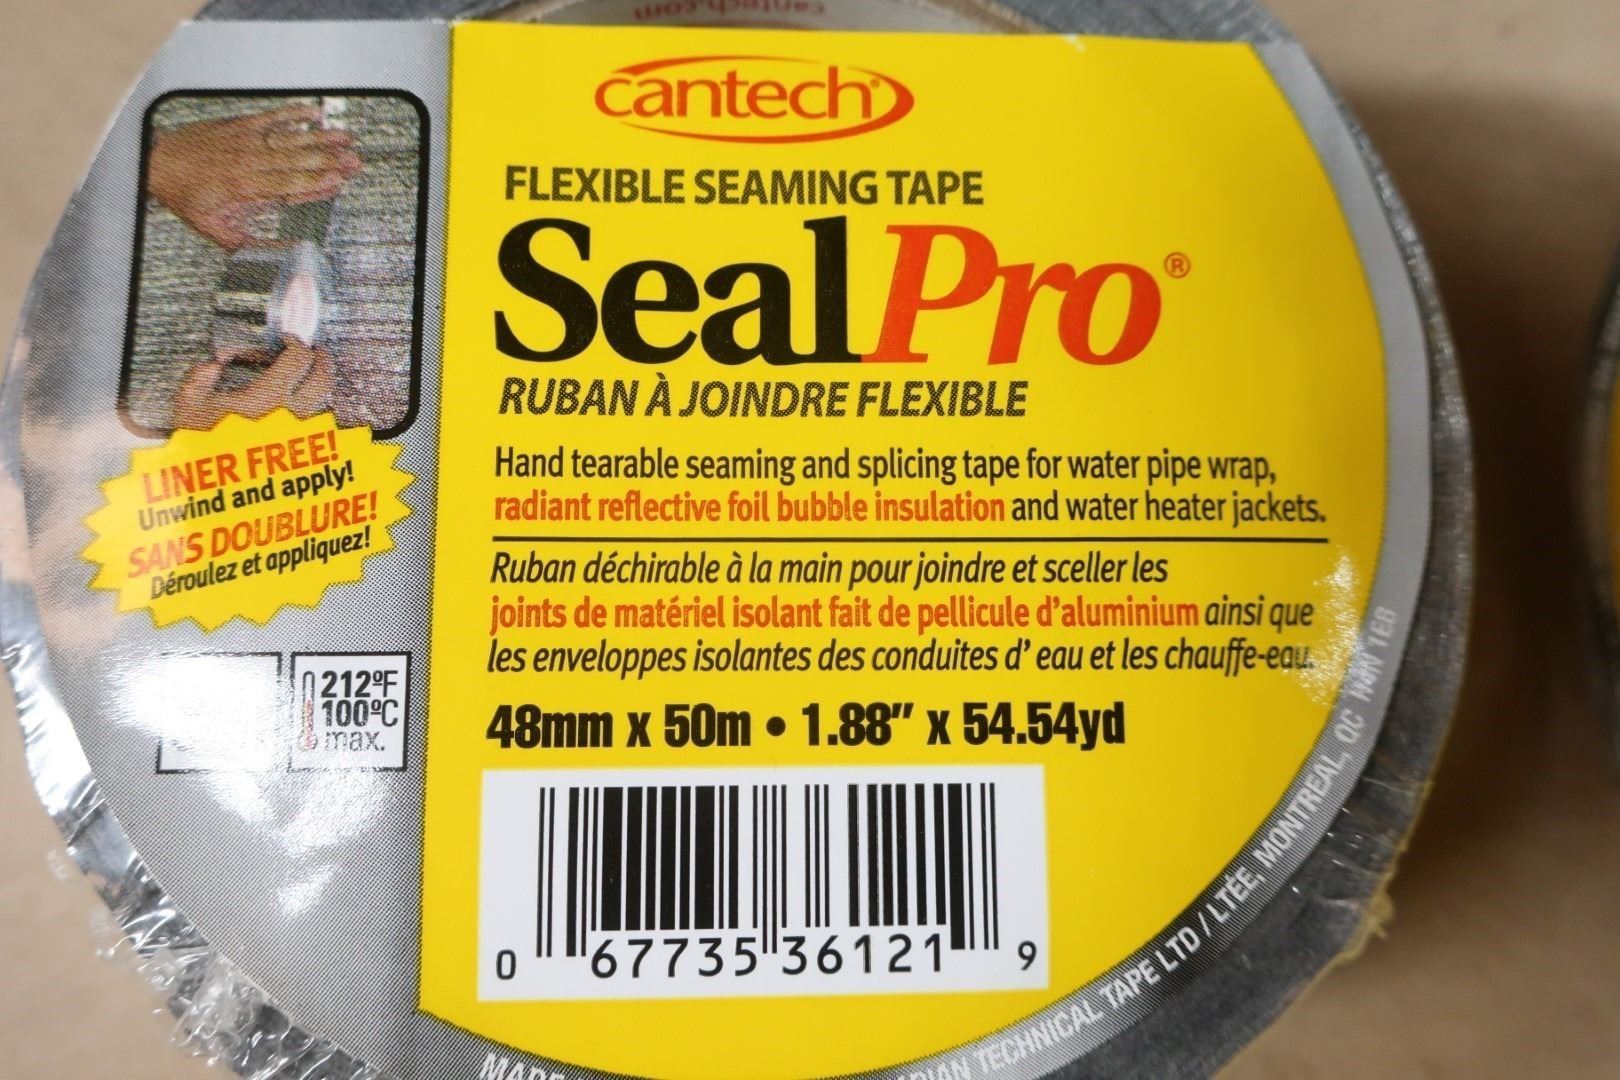 cantech
cantech.com
FLEXIBLE SEAMING TAPE
SealPro®
RUBAN À JOINDRE FLEXIBLE
Hand tearable seaming and splicing tape for water pipe wrap,
radiant reflective foil bubble insulation and water heater jackets.
Ruban déchirable à la main pour joindre et sceller les
joints de matériel isolant fait de pellicule d'aluminium ainsi que
les enveloppes isolantes des conduites d' eau et les chauffe-eau.
48mm x 50m • 1.88" x 54.54yd
0 67735 36121 9
LINER FREE!
Unwind and apply!
SANS DOUBLURE!
Déroulez et appliquez!
212ºF
100ºC
max.
TECHNICAL TAPE LTD / LTÉE, MONTREAL, QC